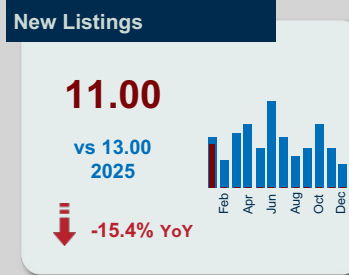 New Listings
11.00
vs 13.00
2025
-15.4% YoY
Feb
Apr
Jun
Aug
Oct
Dec